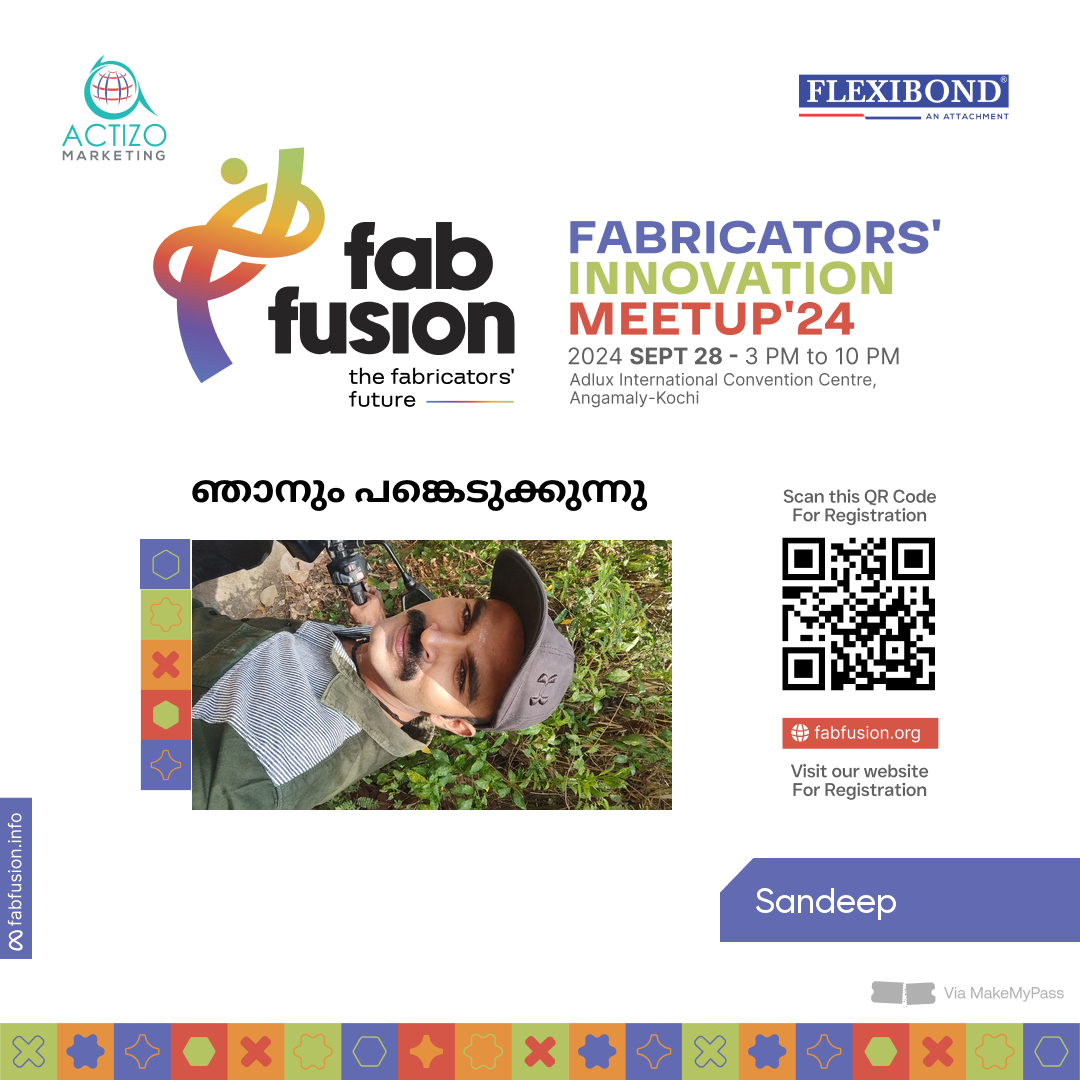 ACTIZO
MARKETING
FLEXIBOND®
AN ATTACHMENT
fab
fusion
the fabricators'
future
FABRICATORS'
INNOVATION
MEETUP'24
2024 SEPT 28 - 3 PM to 10 PM
Adlux International Convention Centre,
Angamaly-Kochi
ഞാനും പങ്കെടുക്കുന്നു
Scan this QR Code
For Registration
fabfusion.org
Visit our website
For Registration
fabfusion.info
Sandeep
Via MakeMyPass